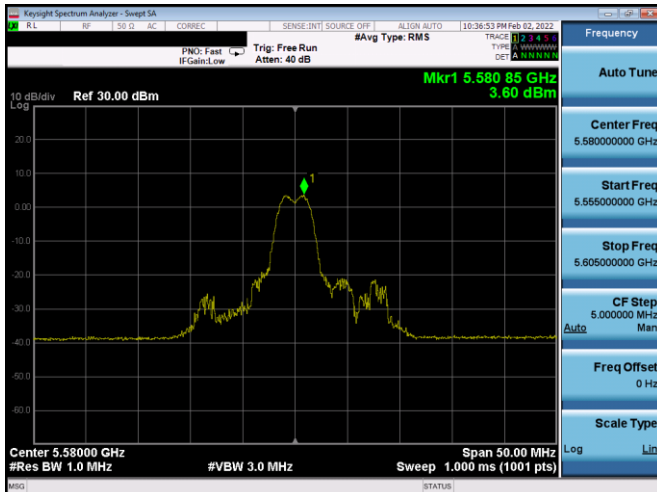 Keysight Spectrum Analyzer - Swept SA
RL RF 50 Ω AC CORREC SENSE:INT SOURCE OFF ALIGN AUTO 10:36:53 PM Feb 02, 2022
#Avg Type: RMS
TRACE 1 2 3 4 5 6
TYPE A WWWWW
DET A N N N N N
PNO: Fast
IFGain:Low
Trig: Free Run
Atten: 40 dB
Mkr1 5.580 85 GHz
3.60 dBm
10 dB/div Ref 30.00 dBm
Log
20.0
10.0
1
0.00
-10.0
-20.0
-30.0
-40.0
-50.0
-60.0
Center 5.58000 GHz Span 50.00 MHz
#Res BW 1.0 MHz #VBW 3.0 MHz Sweep 1.000 ms (1001 pts)
MSG STATUS
Frequency
Auto Tune
Center Freq
5.580000000 GHz
Start Freq
5.555000000 GHz
Stop Freq
5.605000000 GHz
CF Step
5.000000 MHz
Auto Man
Freq Offset
0 Hz
Scale Type
Log Lin